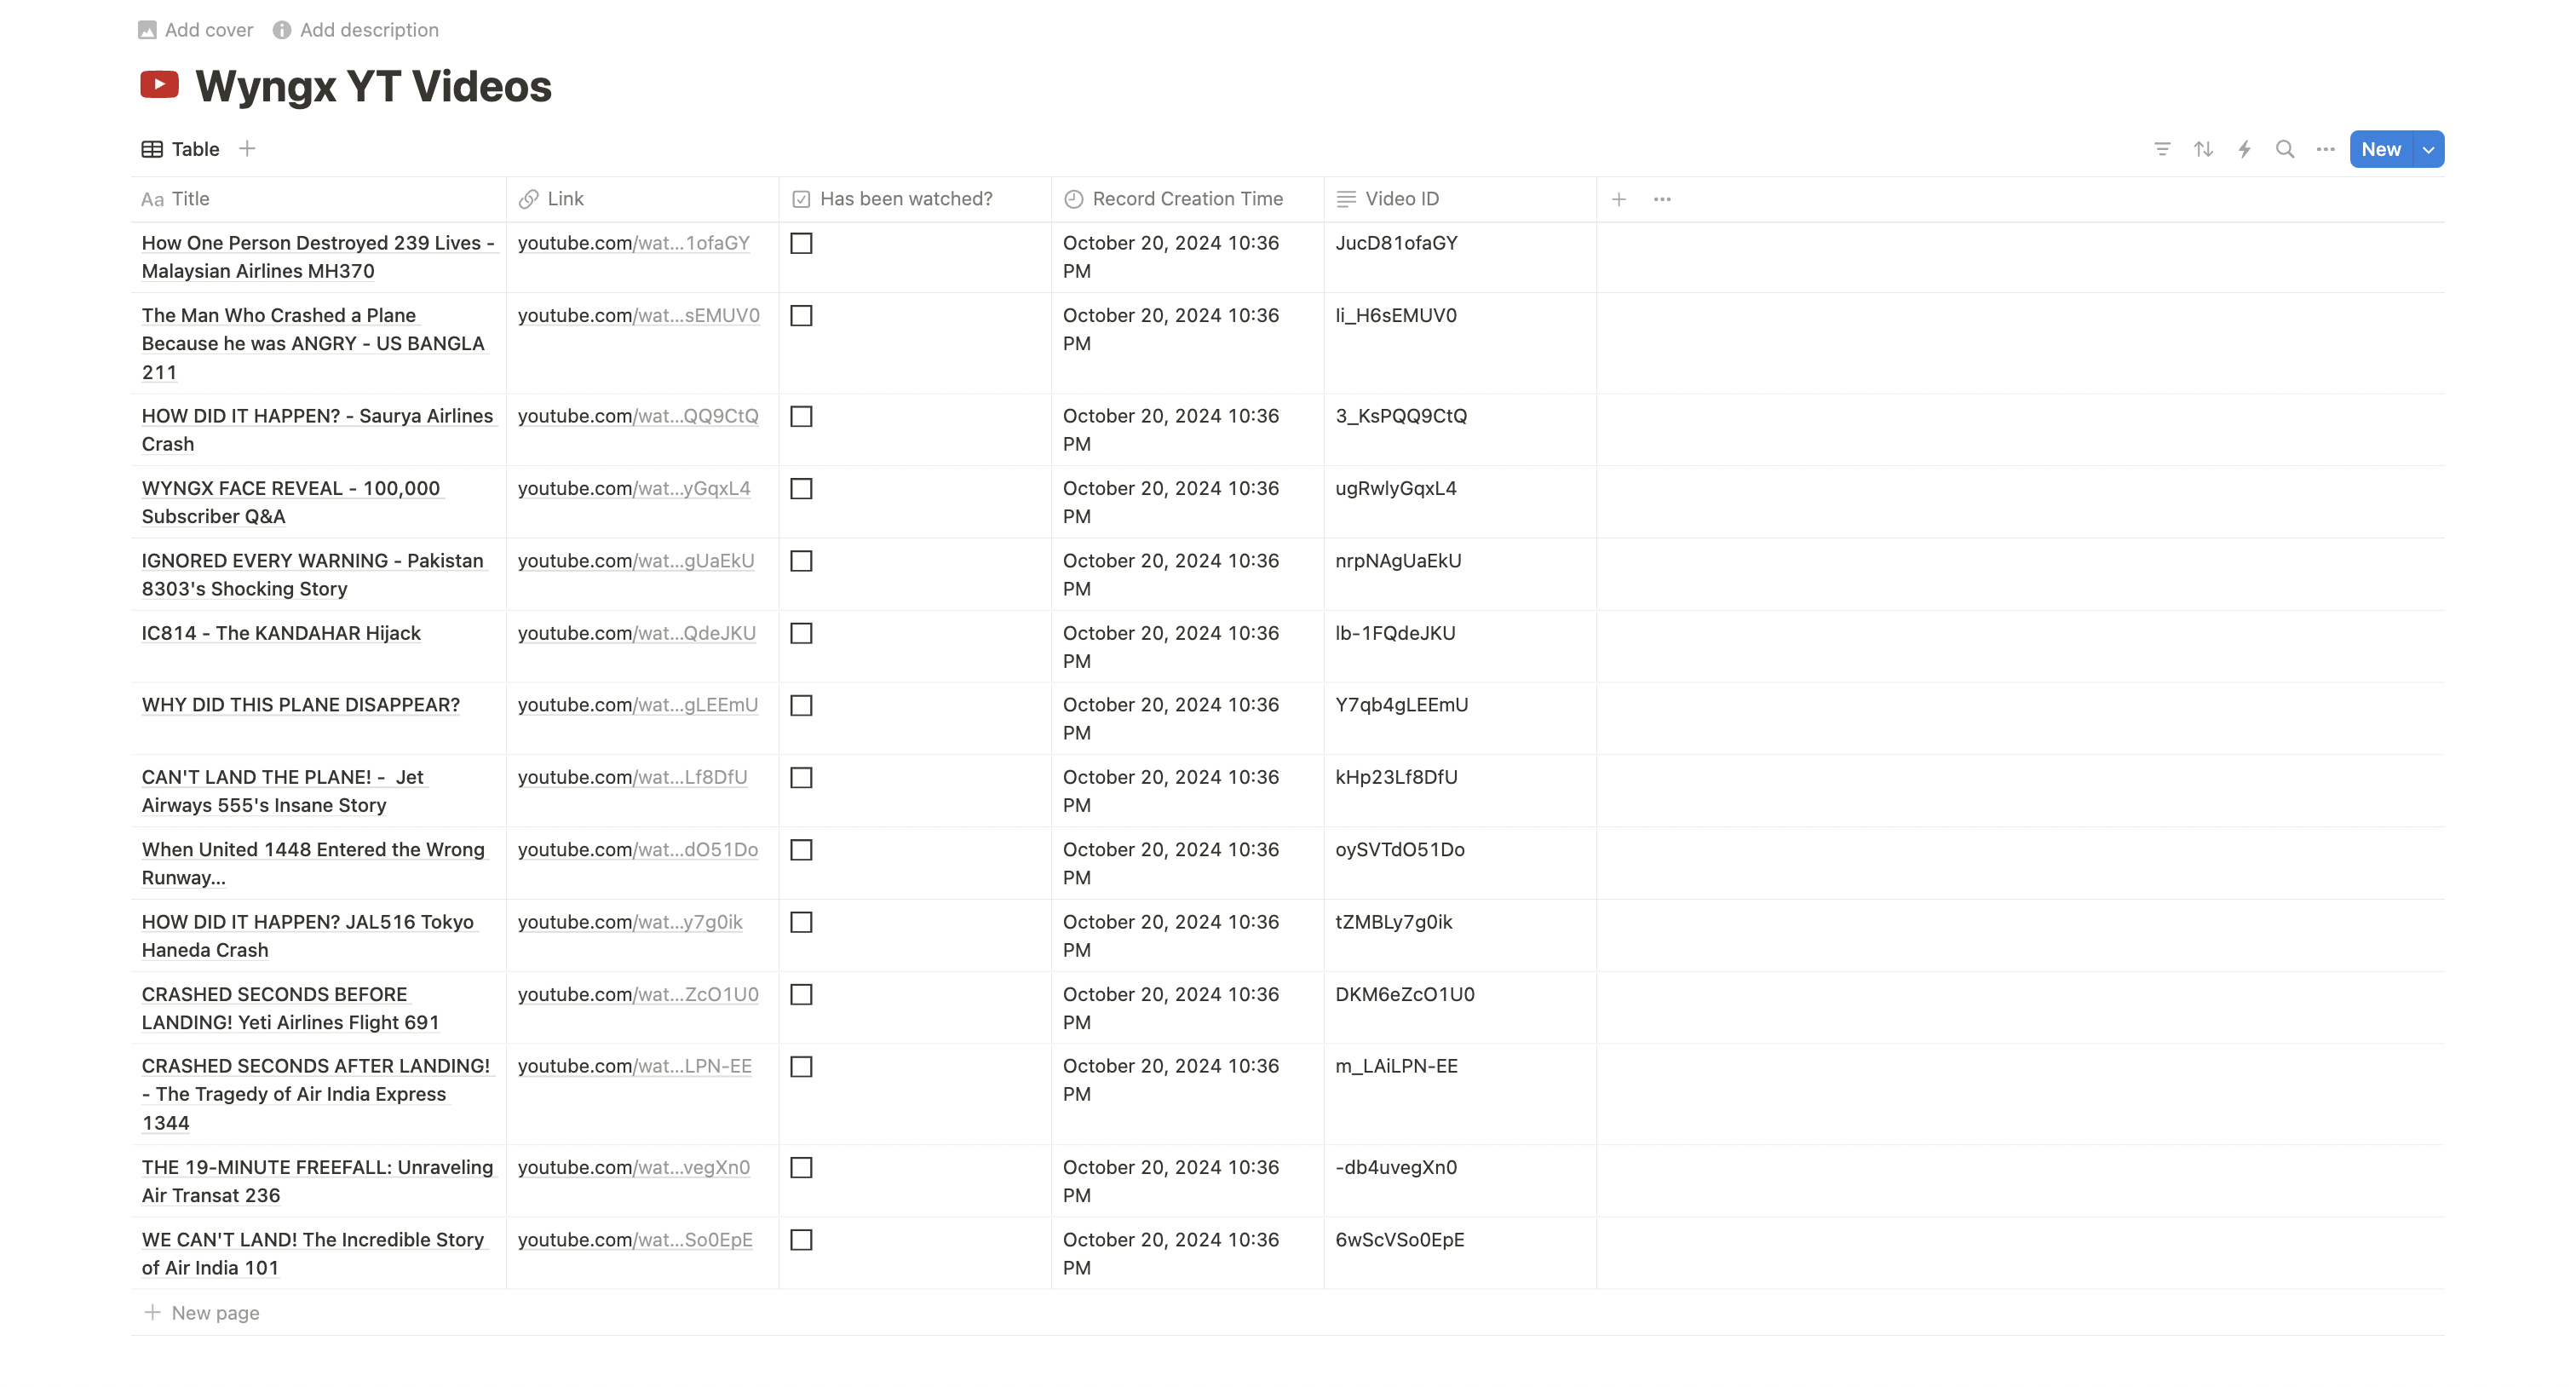 Add cover Add description
Wyngx YT Videos
Table
New
Aa Title Link Has been watched? Record Creation Time Video ID
How One Person Destroyed 239 Lives - youtube.com/wat...1ofaGY October 20, 2024 10:36 JucD81ofaGY
Malaysian Airlines MH370 PM
The Man Who Crashed a Plane youtube.com/wat...sEMUV0 October 20, 2024 10:36 Ii_H6sEMUV0
Because he was ANGRY - US BANGLA PM
211
HOW DID IT HAPPEN? - Saurya Airlines youtube.com/wat...QQ9CtQ October 20, 2024 10:36 3_KsPQQ9CtQ
Crash PM
WYNGX FACE REVEAL - 100,000 youtube.com/wat...yGqxL4 October 20, 2024 10:36 ugRwlyGqxL4
Subscriber Q&A PM
IGNORED EVERY WARNING - Pakistan youtube.com/wat...gUaEkU October 20, 2024 10:36 nrpNAgUaEkU
8303's Shocking Story PM
IC814 - The KANDAHAR Hijack youtube.com/wat...QdeJKU October 20, 2024 10:36 lb-1FQdeJKU
PM
WHY DID THIS PLANE DISAPPEAR? youtube.com/wat...gLEEmU October 20, 2024 10:36 Y7qb4gLEEmU
PM
CAN'T LAND THE PLANE! - Jet youtube.com/wat...Lf8DfU October 20, 2024 10:36 kHp23Lf8DfU
Airways 555's Insane Story PM
When United 1448 Entered the Wrong youtube.com/wat...dO51Do October 20, 2024 10:36 oySVTdO51Do
Runway... PM
HOW DID IT HAPPEN? JAL516 Tokyo youtube.com/wat...y7g0ik October 20, 2024 10:36 tZMBLy7g0ik
Haneda Crash PM
CRASHED SECONDS BEFORE youtube.com/wat...ZcO1U0 October 20, 2024 10:36 DKM6eZcO1U0
LANDING! Yeti Airlines Flight 691 PM
CRASHED SECONDS AFTER LANDING! youtube.com/wat...LPN-EE October 20, 2024 10:36 m_LAiLPN-EE
- The Tragedy of Air India Express PM
1344
THE 19-MINUTE FREEFALL: Unraveling youtube.com/wat...vegXn0 October 20, 2024 10:36 -db4uvegXn0
Air Transat 236 PM
WE CAN'T LAND! The Incredible Story youtube.com/wat...So0EpE October 20, 2024 10:36 6wScVSo0EpE
of Air India 101 PM
New page